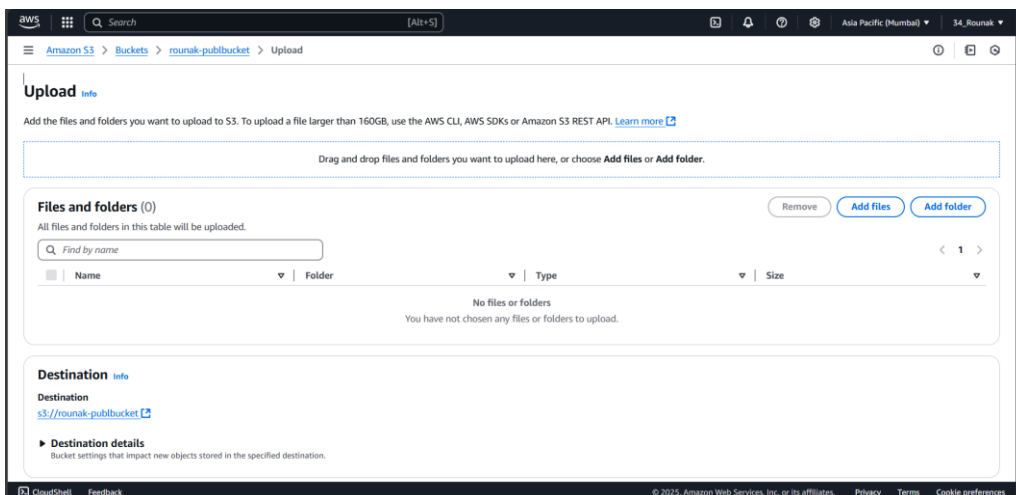 aws Search [Alt+S] Asia Pacific (Mumbai) 34_Rounak
Amazon S3 > Buckets > rounak-publbucket > Upload
Upload Info
Add the files and folders you want to upload to S3. To upload a file larger than 160GB, use the AWS CLI, AWS SDKs or Amazon S3 REST API. Learn more
Drag and drop files and folders you want to upload here, or choose Add files or Add folder.
Files and folders (0) Remove Add files Add folder
All files and folders in this table will be uploaded.
Find by name < 1 >
Name Folder Type Size
No files or folders
You have not chosen any files or folders to upload.
Destination Info
Destination
s3://rounak-publbucket
Destination details
Bucket settings that impact new objects stored in the specified destination.
CloudShell Feedback © 2025, Amazon Web Services, Inc. or its affiliates. Privacy Terms Cookie preferences